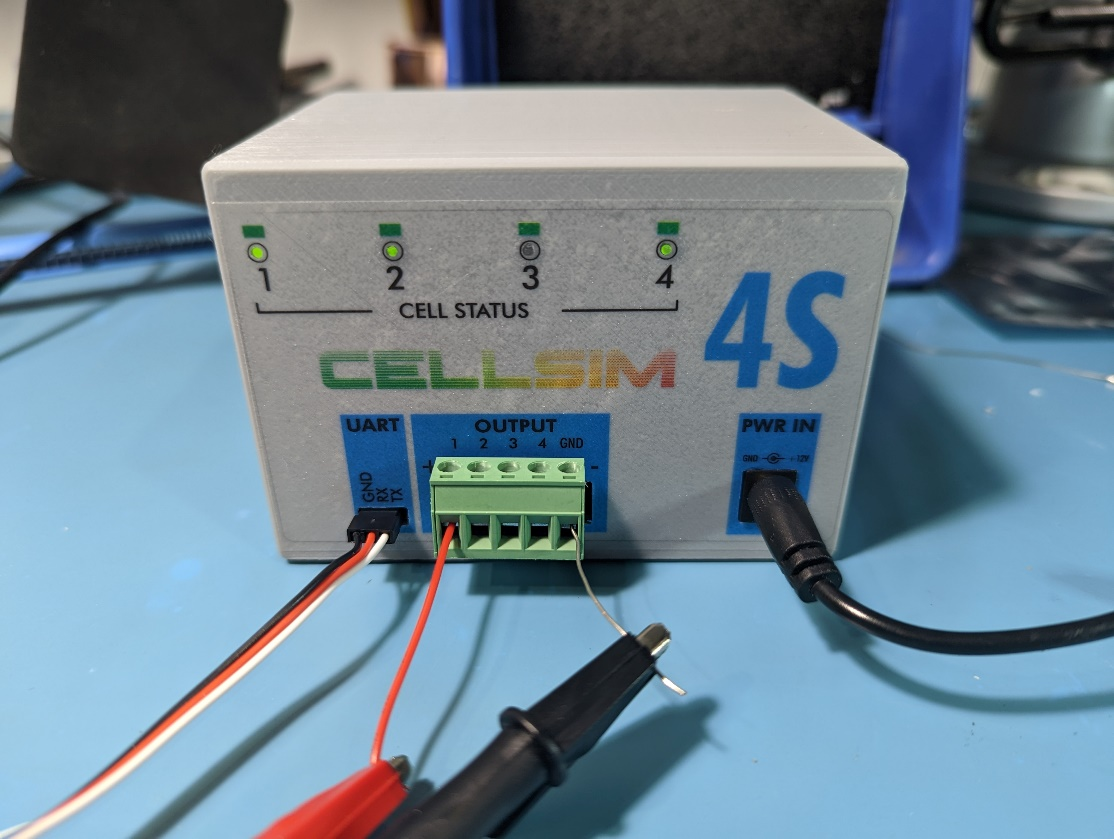 1 2 3 4
CELL STATUS
4S
CELLSIM
UART
GND
RX
TX
OUTPUT
1 2 3 4 GND
+ -
PWR IN
GND + 12V